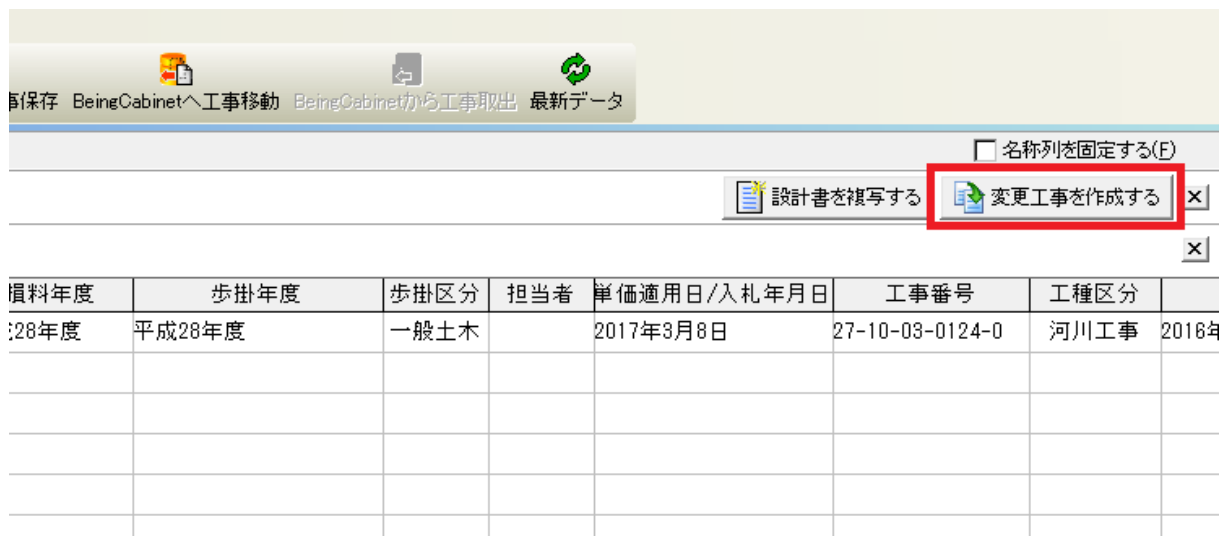 事保存 BeingCabinetへ工事移動 BeingCabinetから工事取出 最新データ
名称列を固定する(F)
設計書を複写する 変更工事を作成する
損料年度 歩掛年度 歩掛区分 担当者 単価適用日/入札年月日 工事番号 工種区分
28年度 平成28年度 一般土木 2017年3月8日 27-10-03-0124-0 河川工事 2016年